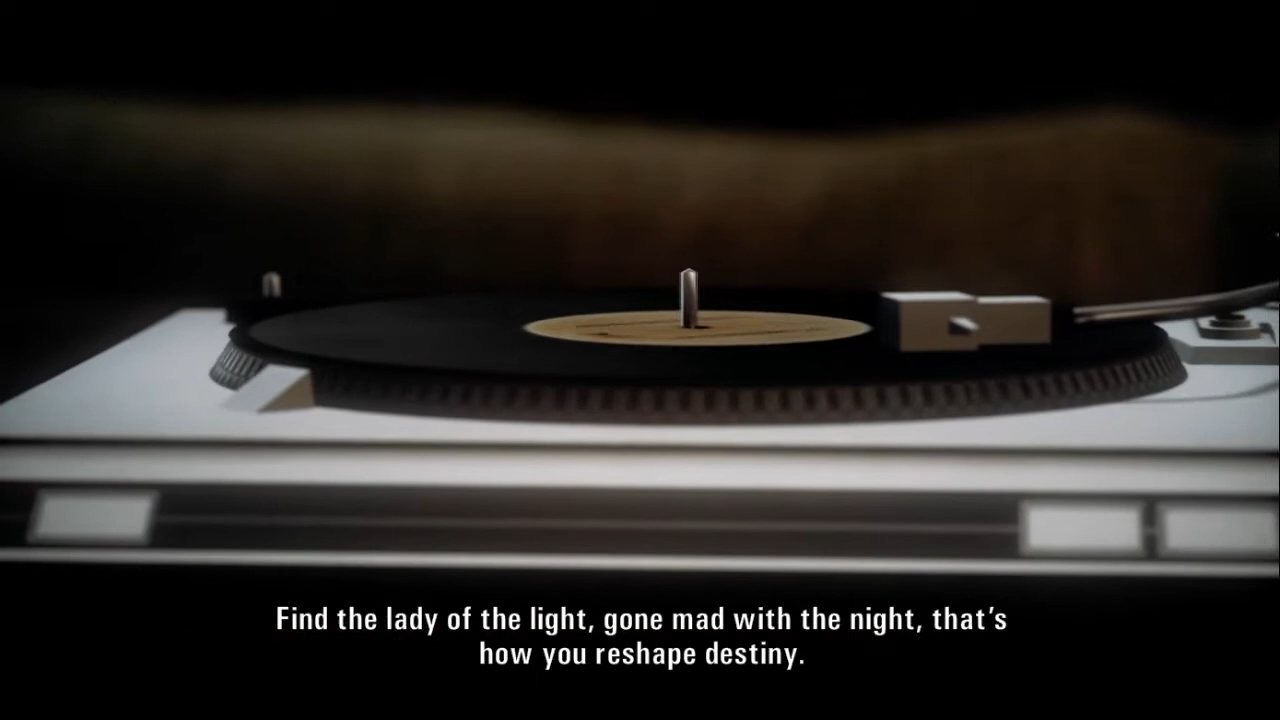 Find the lady of the light, gone mad with the night, that's
how you reshape destiny.